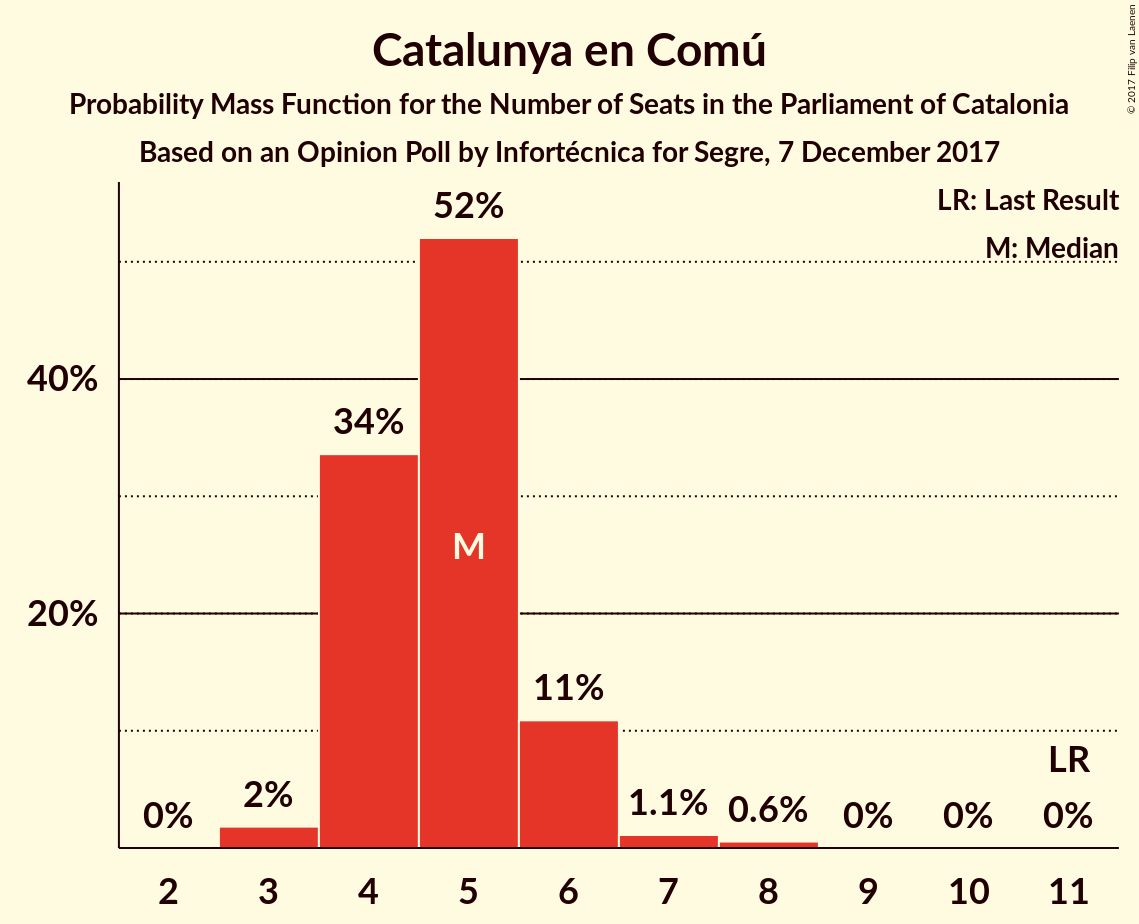 Catalunya en Comú
Probability Mass Function for the Number of Seats in the Parliament of Catalonia
Based on an Opinion Poll by Infortécnica for Segre, 7 December 2017
© 2017 Filip van Laenen
LR: Last Result
M: Median
52%
40%
34%
M
20%
11%
LR
2%
1.1%
0.6%
0%
0%
0%
0%
2 3 4 5 6 7 8 9 10 11